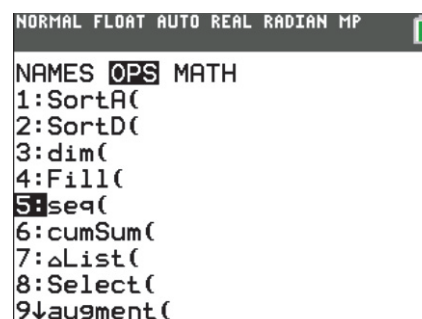 NORMAL FLOAT AUTO REAL RADIAN MP
NAMES OPS MATH
1:SortA(
2:SortD(
3:dim(
4:Fill(
5:seq(
6:cumSum(
7:△List(
8:Select(
9↓augment(